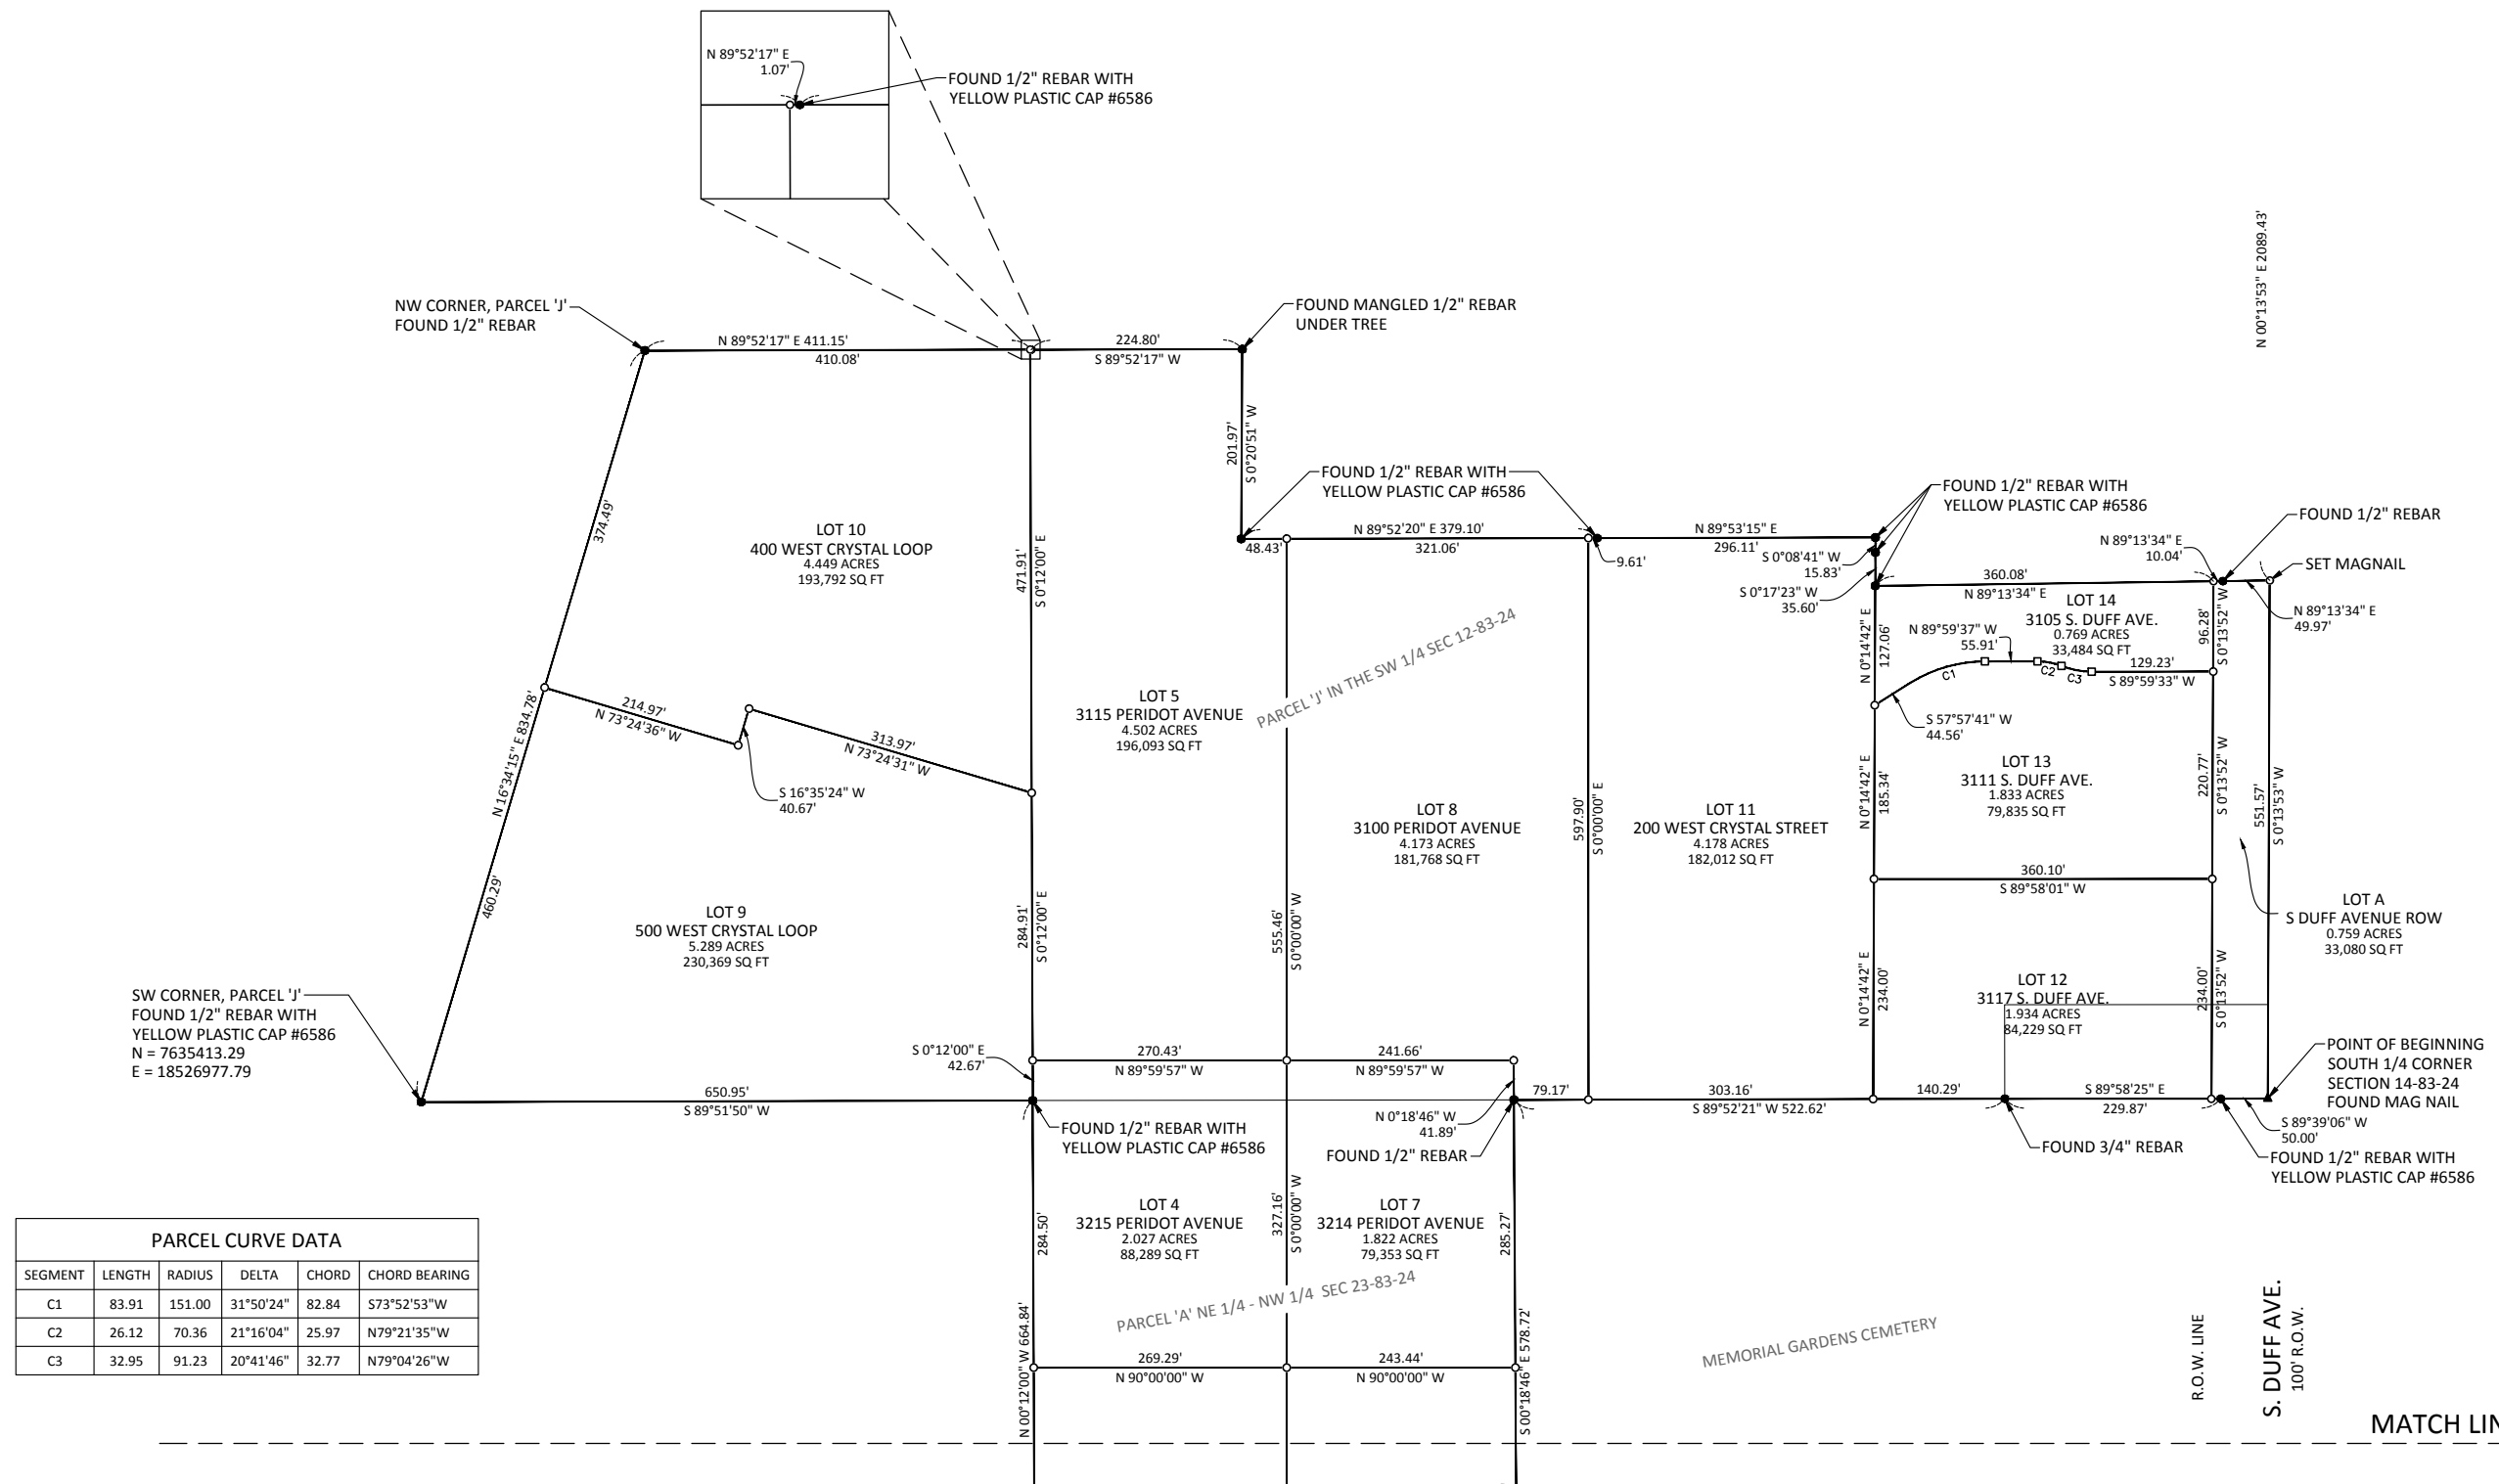 N 89°52'17" E
1.07'
FOUND 1/2" REBAR WITH
YELLOW PLASTIC CAP #6586
N 00°13'53" E 2089.43'
NW CORNER, PARCEL 'J'
FOUND 1/2" REBAR
N 89°52'17" E 411.15'
410.08'
224.80'
S 89°52'17" W
FOUND MANGLED 1/2" REBAR
UNDER TREE
201.97'
S 0°20'51" W
FOUND 1/2" REBAR WITH
YELLOW PLASTIC CAP #6586
FOUND 1/2" REBAR WITH
YELLOW PLASTIC CAP #6586
FOUND 1/2" REBAR
SET MAGNAIL
374.49'
LOT 10
400 WEST CRYSTAL LOOP
4.449 ACRES
193,792 SQ FT
471.91'
S 0°12'00" E
48.43'
N 89°52'20" E 379.10'
321.06'
9.61'
N 89°53'15" E
296.11'
S 0°08'41" W
15.83'
S 0°17'23" W
35.60'
N 89°13'34" E
10.04'
360.08'
N 89°13'34" E
N 89°13'34" E
49.97'
LOT 14
3105 S. DUFF AVE.
0.769 ACRES
33,484 SQ FT
N 0°14'42" E
127.06'
96.28'
S 0°13'52" W
N 89°59'37" W
55.91'
C1
C2
C3
129.23'
S 89°59'33" W
S 57°57'41" W
44.56'
PARCEL 'J' IN THE SW 1/4 SEC 12-83-24
LOT 5
3115 PERIDOT AVENUE
4.502 ACRES
196,093 SQ FT
N 16°34'15" E 834.78'
214.97'
N 73°24'36" W
313.97'
N 73°24'31" W
S 16°35'24" W
40.67'
LOT 13
3111 S. DUFF AVE.
1.833 ACRES
79,835 SQ FT
N 0°14'42" E
185.34'
220.77'
S 0°13'52" W
551.57'
S 0°13'53" W
LOT 8
3100 PERIDOT AVENUE
4.173 ACRES
181,768 SQ FT
597.90'
S 0°00'00" E
LOT 11
200 WEST CRYSTAL STREET
4.178 ACRES
182,012 SQ FT
360.10'
S 89°58'01" W
460.29'
LOT 9
500 WEST CRYSTAL LOOP
5.289 ACRES
230,369 SQ FT
284.91'
S 0°12'00" E
555.46'
S 0°00'00" W
LOT A
S DUFF AVENUE ROW
0.759 ACRES
33,080 SQ FT
N 0°14'42" E
234.00'
LOT 12
3117 S. DUFF AVE.
1.934 ACRES
84,229 SQ FT
234.00'
S 0°13'52" W
SW CORNER, PARCEL 'J'
FOUND 1/2" REBAR WITH
YELLOW PLASTIC CAP #6586
N = 7635413.29
E = 18526977.79
S 0°12'00" E
42.67'
270.43'
N 89°59'57" W
241.66'
N 89°59'57" W
POINT OF BEGINNING
SOUTH 1/4 CORNER
SECTION 14-83-24
FOUND MAG NAIL
650.95'
S 89°51'50" W
79.17'
303.16'
S 89°52'21" W 522.62'
140.29'
S 89°58'25" E
229.87'
S 89°39'06" W
50.00'
FOUND 1/2" REBAR WITH
YELLOW PLASTIC CAP #6586
N 0°18'46" W
41.89'
FOUND 1/2" REBAR
FOUND 3/4" REBAR
FOUND 1/2" REBAR WITH
YELLOW PLASTIC CAP #6586
284.50'
LOT 4
3215 PERIDOT AVENUE
2.027 ACRES
88,289 SQ FT
327.16'
S 0°00'00" W
LOT 7
3214 PERIDOT AVENUE
1.822 ACRES
79,353 SQ FT
285.27'
PARCEL 'A' NE 1/4 - NW 1/4 SEC 23-83-24
N 00°12'00" W 664.84'
269.29'
N 90°00'00" W
243.44'
N 90°00'00" W
S 00°18'46" E 578.72'
MEMORIAL GARDENS CEMETERY
R.O.W. LINE
S. DUFF AVE.
100' R.O.W.
MATCH LIN
PARCEL CURVE DATA
SEGMENT LENGTH RADIUS DELTA CHORD CHORD BEARING
C1 83.91 151.00 31°50'24" 82.84 S73°52'53"W
C2 26.12 70.36 21°16'04" 25.97 N79°21'35"W
C3 32.95 91.23 20°41'46" 32.77 N79°04'26"W